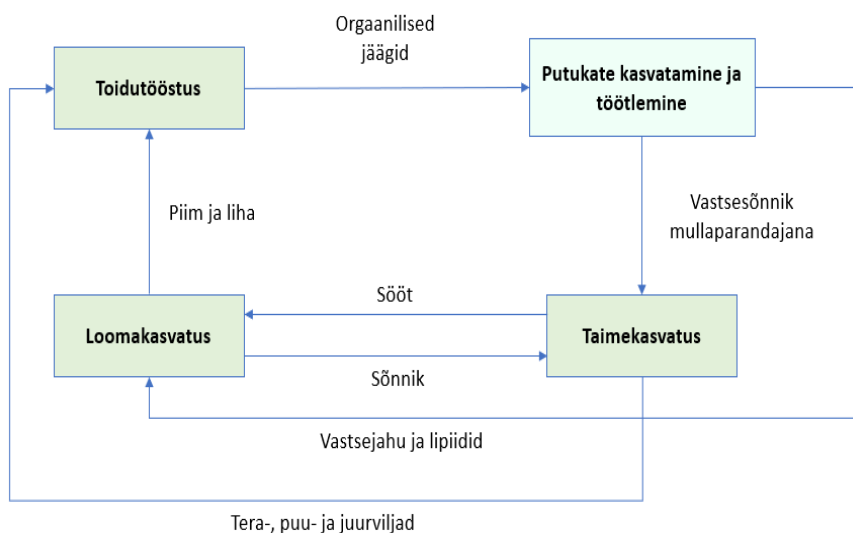 Orgaanilised
jäägid
Toidutööstus
Putukate kasvatamine ja
töötlemine
Piim ja liha
Vastsesõnnik
mullaparandajana
Sööt
Loomakasvatus
Taimekasvatus
Sõnnik
Vastsejahu ja lipiidid
Tera-, puu- ja juurviljad